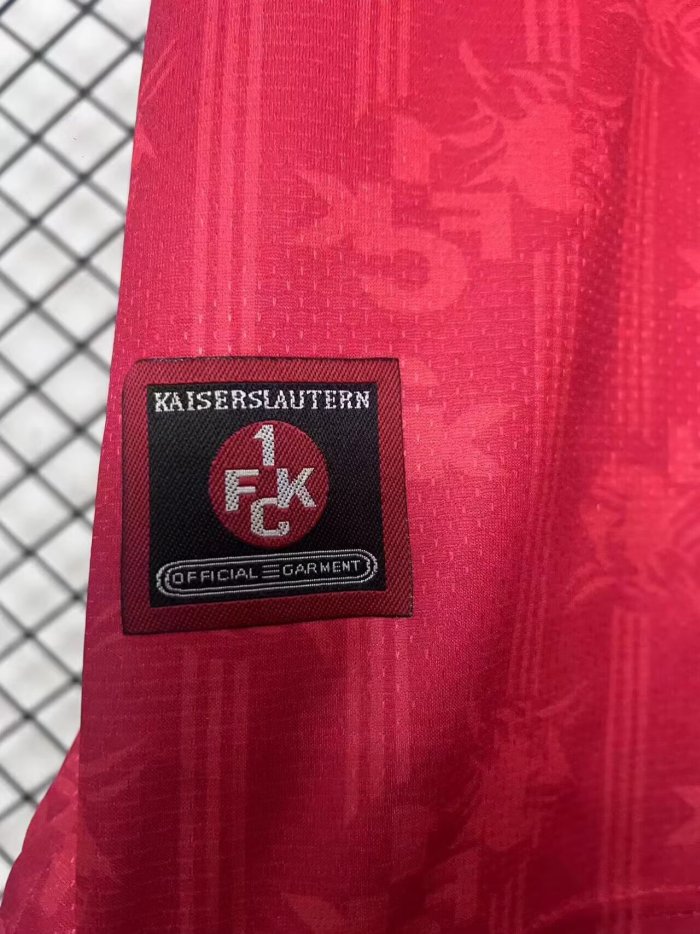 KAISERSLAUTERN
1
FCK
OFFICIAL GARMENT